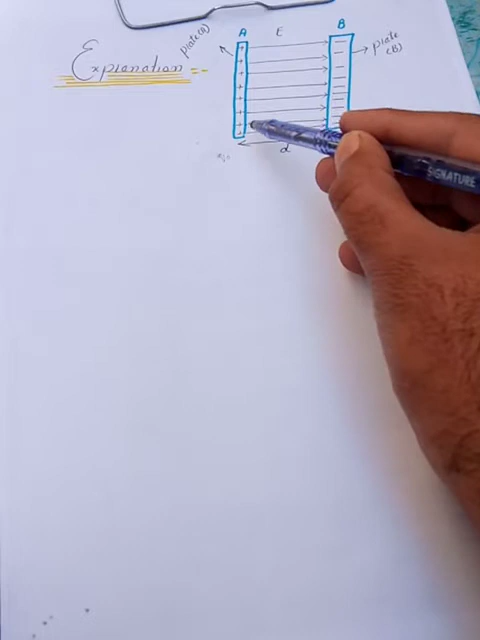 Explanation :-
plate(A)
A
E
B
plate
(B)
d
SIGNATURE